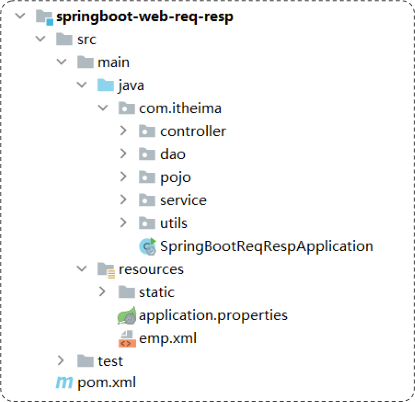 springboot-web-req-resp
src
main
java
com.itheima
controller
dao
pojo
service
utils
SpringBootReqRespApplication
resources
static
application.properties
emp.xml
test
pom.xml